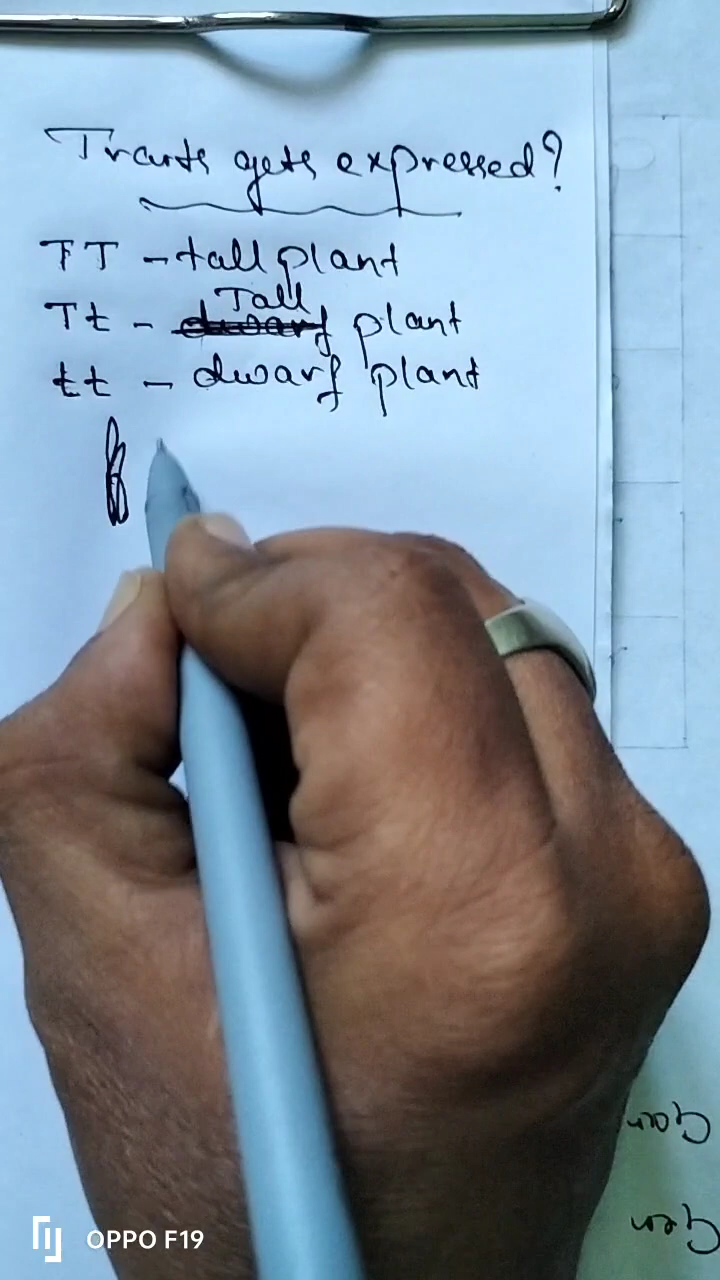 Traits gets expressed?
TT - tall plant
Tall
Tt - dwarf plant
tt - dwarf plant
OPPO F19